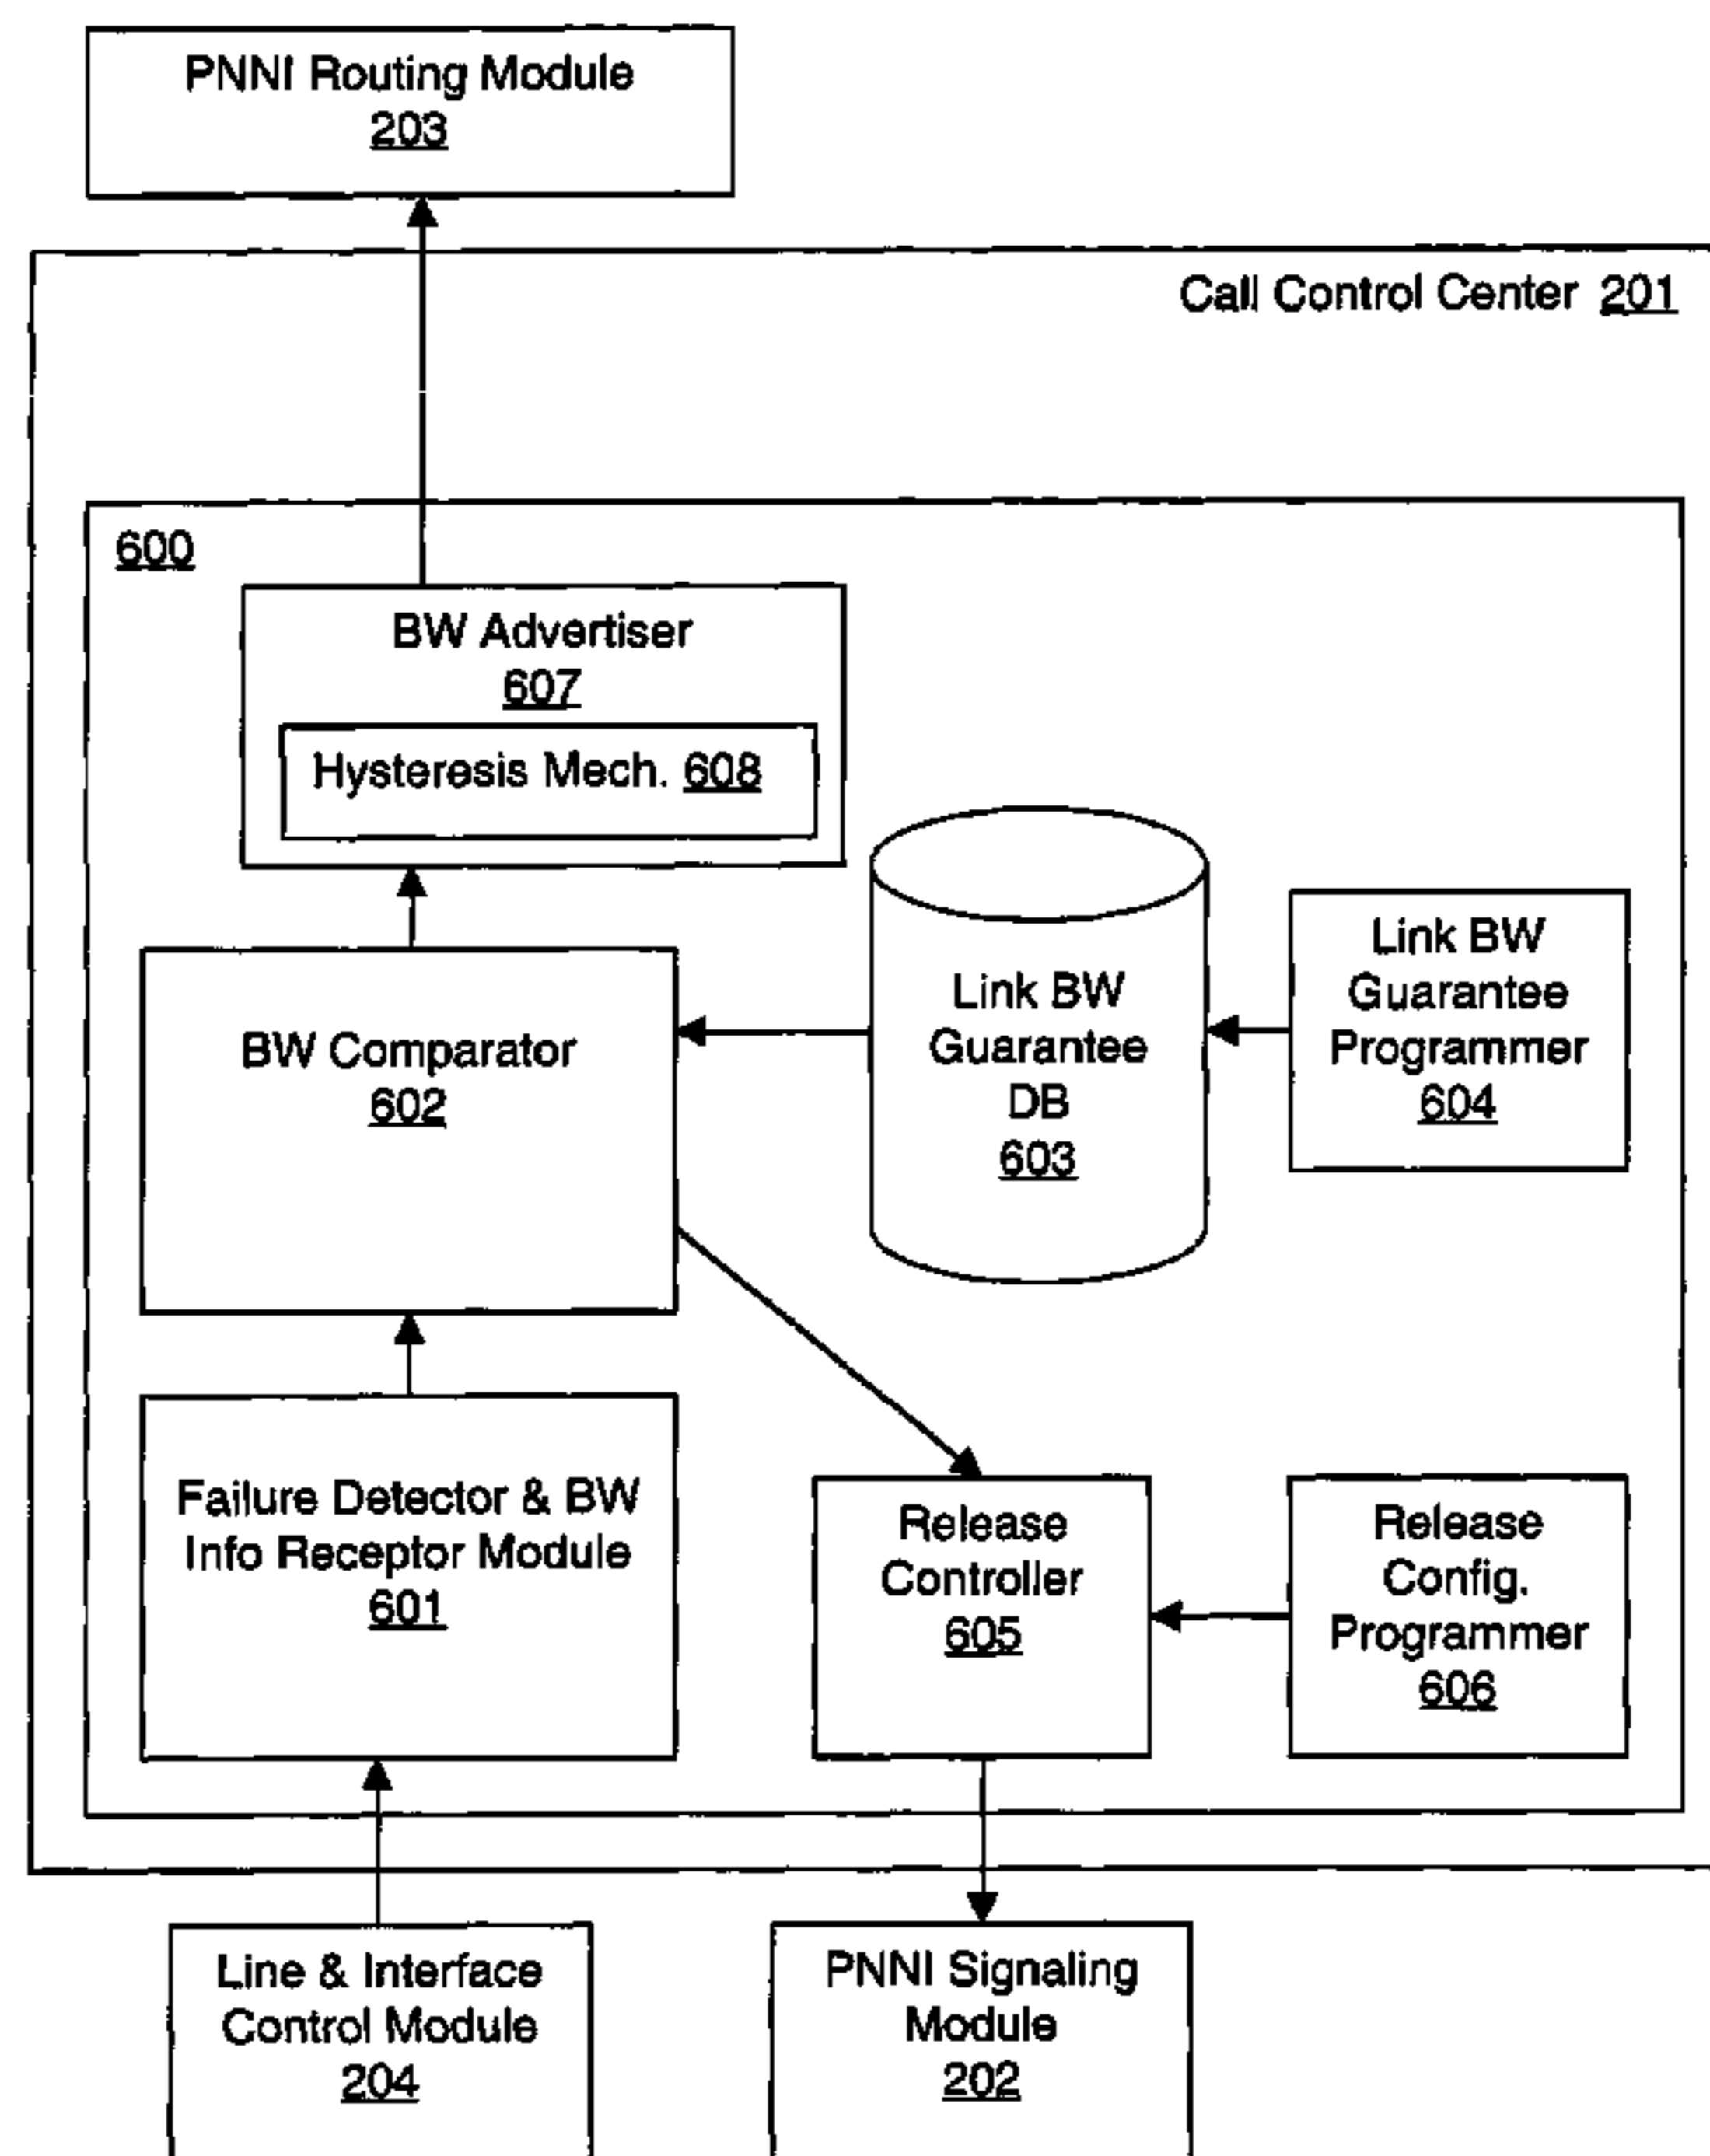 PNNI Routing Module
203
Call Control Center 201
600
BW Advertiser
607
Hysteresis Mech. 608
BW Comparator
602
Link BW
Guarantee
DB
603
Link BW
Guarantee
Programmer
604
Failure Detector & BW
Info Receptor Module
601
Release
Controller
605
Release
Config.
Programmer
606
Line & Interface
Control Module
204
PNNI Signaling
Module
202